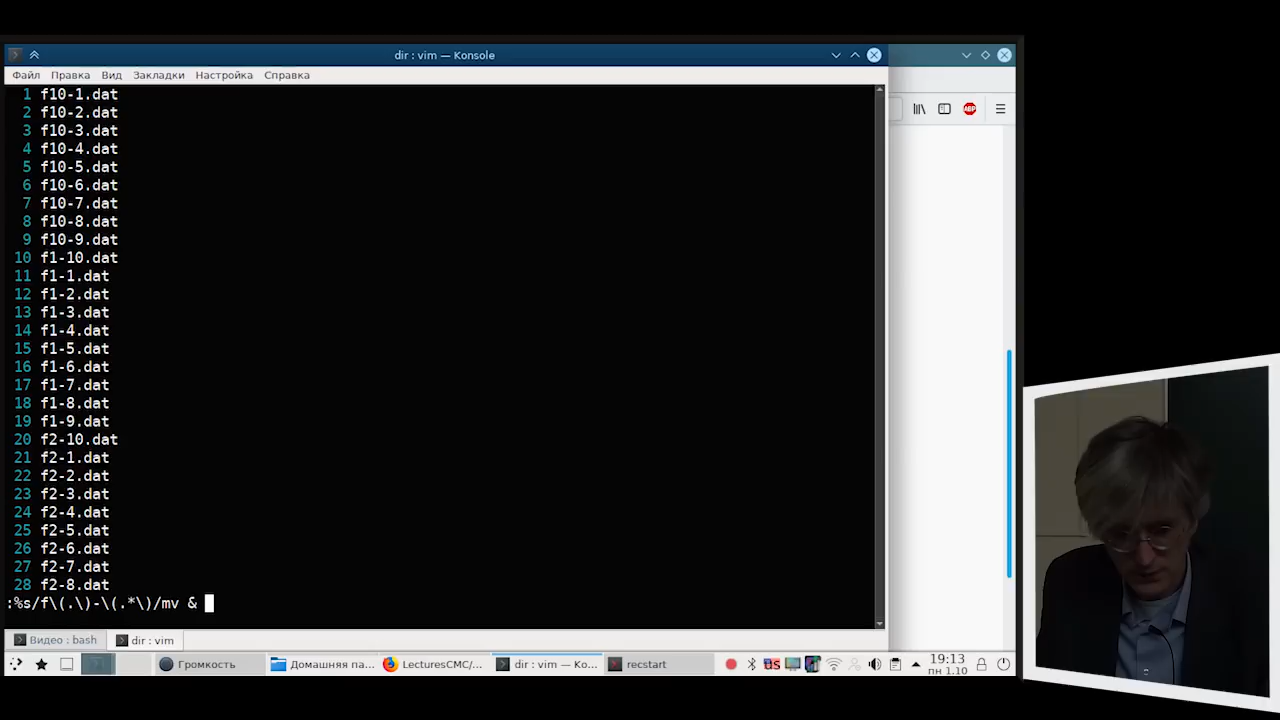 dir : vim — Konsole
Файл Правка Вид Закладки Настройка Справка
1 f10-1.dat
2 f10-2.dat
3 f10-3.dat
4 f10-4.dat
5 f10-5.dat
6 f10-6.dat
7 f10-7.dat
8 f10-8.dat
9 f10-9.dat
10 f1-10.dat
11 f1-1.dat
12 f1-2.dat
13 f1-3.dat
14 f1-4.dat
15 f1-5.dat
16 f1-6.dat
17 f1-7.dat
18 f1-8.dat
19 f1-9.dat
20 f2-10.dat
21 f2-1.dat
22 f2-2.dat
23 f2-3.dat
24 f2-4.dat
25 f2-5.dat
26 f2-6.dat
27 f2-7.dat
28 f2-8.dat
:%s/f\(.\)-\(.*\)/mv &
Видео : bash dir : vim
Громкость Домашняя па... LecturesCMC/... dir : vim — Ko... recstart US 19:13
пн 1.10
ABP